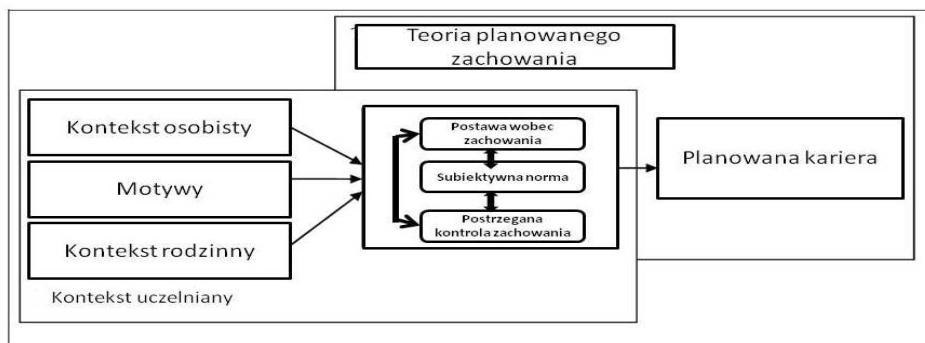 Teoria planowanego
zachowania
Kontekst osobisty
Motywy
Kontekst rodzinny
Kontekst uczelniany
Postawa wobec
zachowania
Subiektywna norma
Postrzegana
kontrola zachowania
Planowana kariera